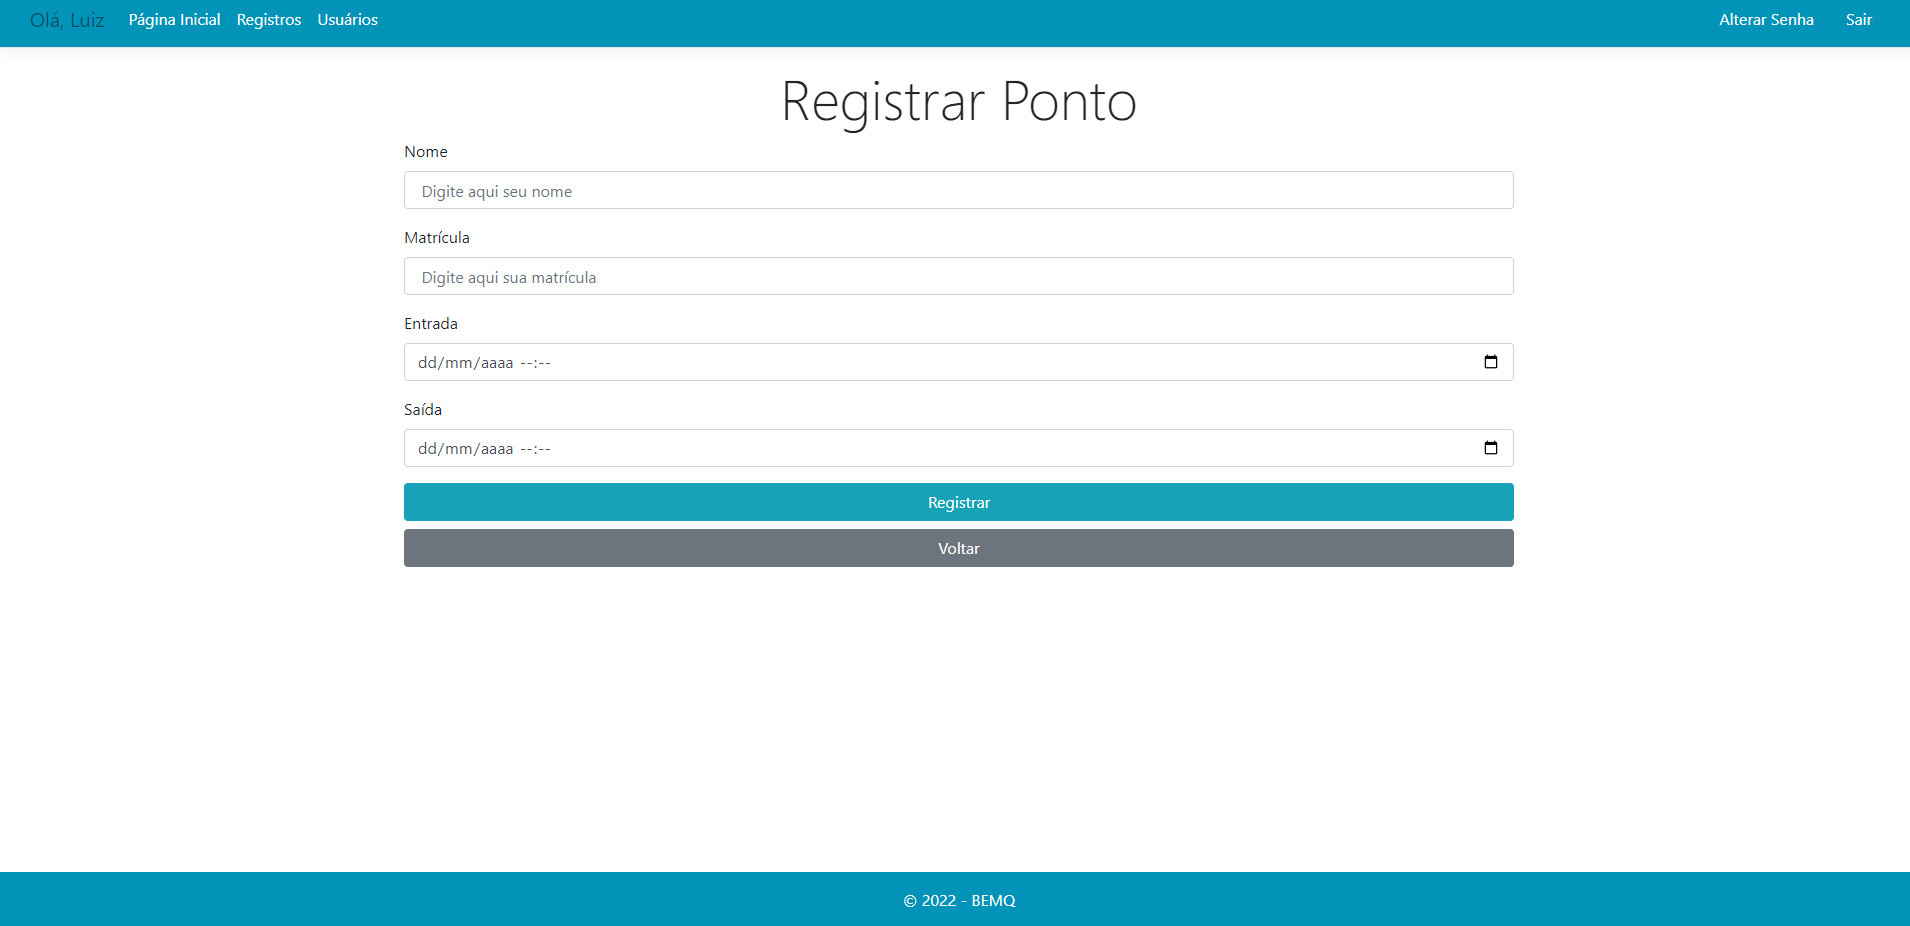 Olá, Luiz Página Inicial Registros Usuários Alterar Senha Sair
Registrar Ponto
Nome
Digite aqui seu nome
Matrícula
Digite aqui sua matrícula
Entrada
dd/mm/aaaa --:--
Saída
dd/mm/aaaa --:--
Registrar
Voltar
© 2022 - BEMQ